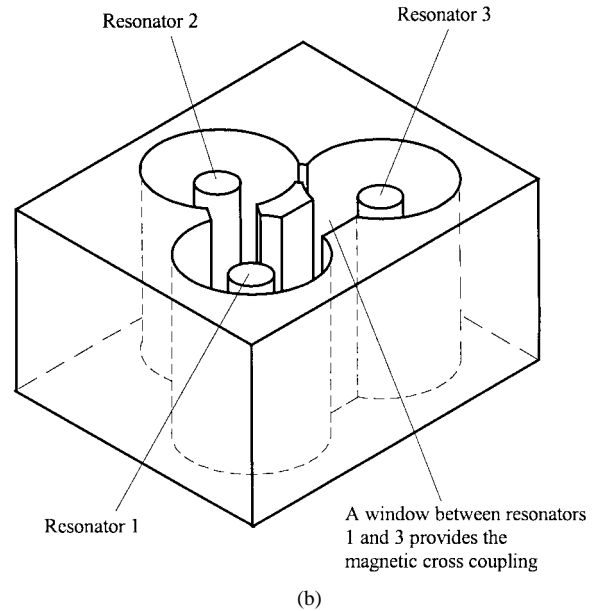 Resonator 2
Resonator 3
Resonator 1
A window between resonators
1 and 3 provides the
magnetic cross coupling
(b)